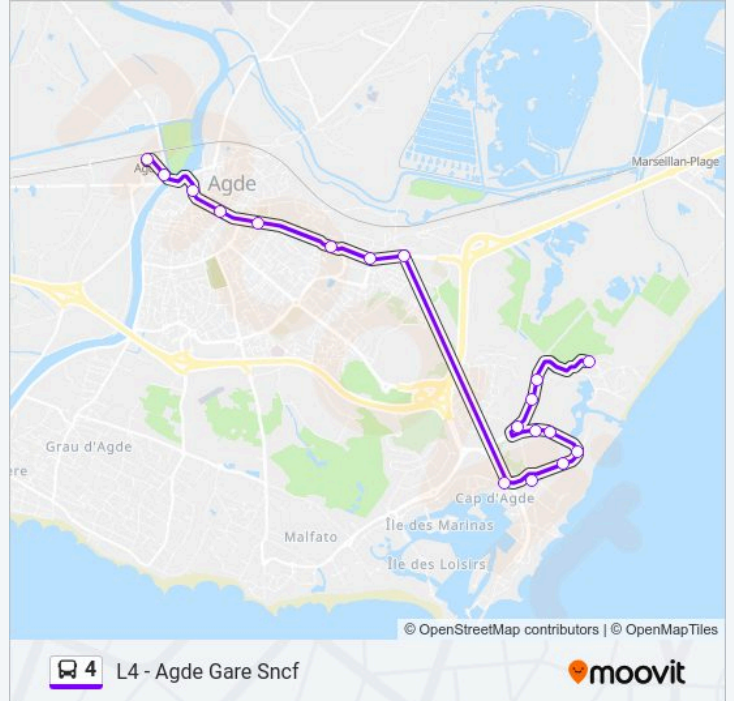 Marseillan-Plage
Agde
Grau d'Agde
Cap d'Agde
Île des Marinas
Malfato
Île des Loisirs
© OpenStreetMap contributors | © OpenMapTiles
4 L4 - Agde Gare Sncf
moovit